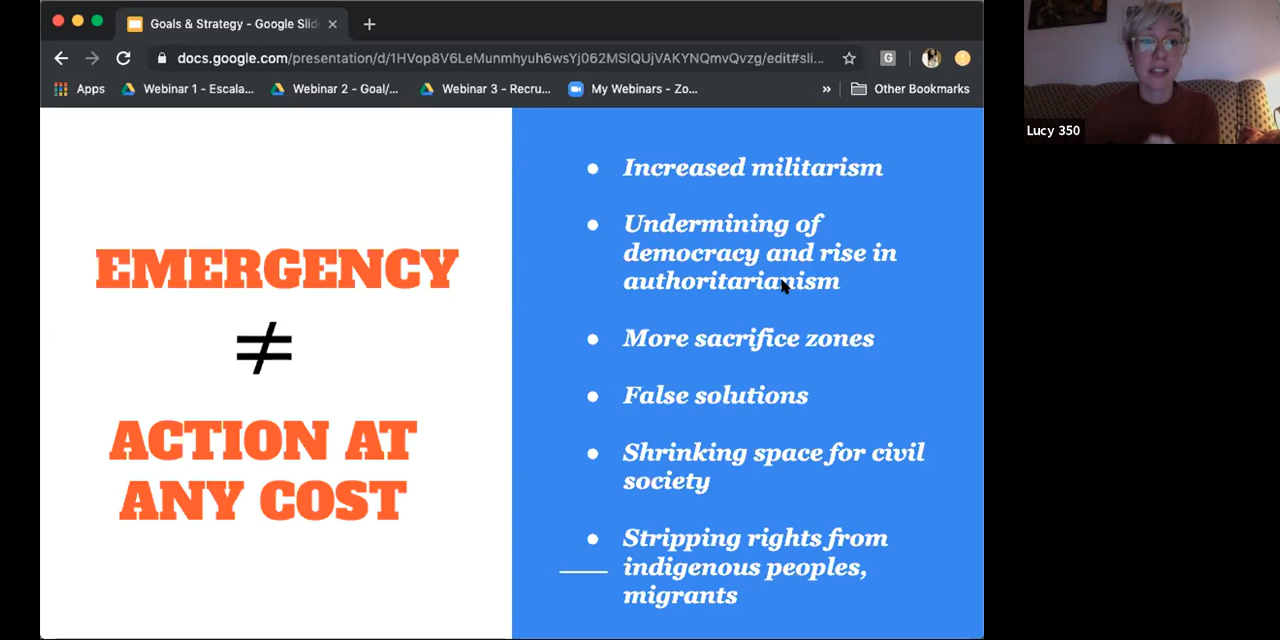 Goals & Strategy - Google Slid
docs.google.com/presentation/d/1HVop8V6LeMunmhyuh6wsYj062MSIQUjVAKYNQmvQvzg/edit#sli...
G
Apps
Webinar 1 - Escala...
Webinar 2 - Goal/...
Webinar 3 - Recru...
My Webinars - Zo...
»
Other Bookmarks
Lucy 350
EMERGENCY
≠
ACTION AT
ANY COST
Increased militarism
Undermining of
democracy and rise in
authoritarianism
More sacrifice zones
False solutions
Shrinking space for civil
society
Stripping rights from
indigenous peoples,
migrants